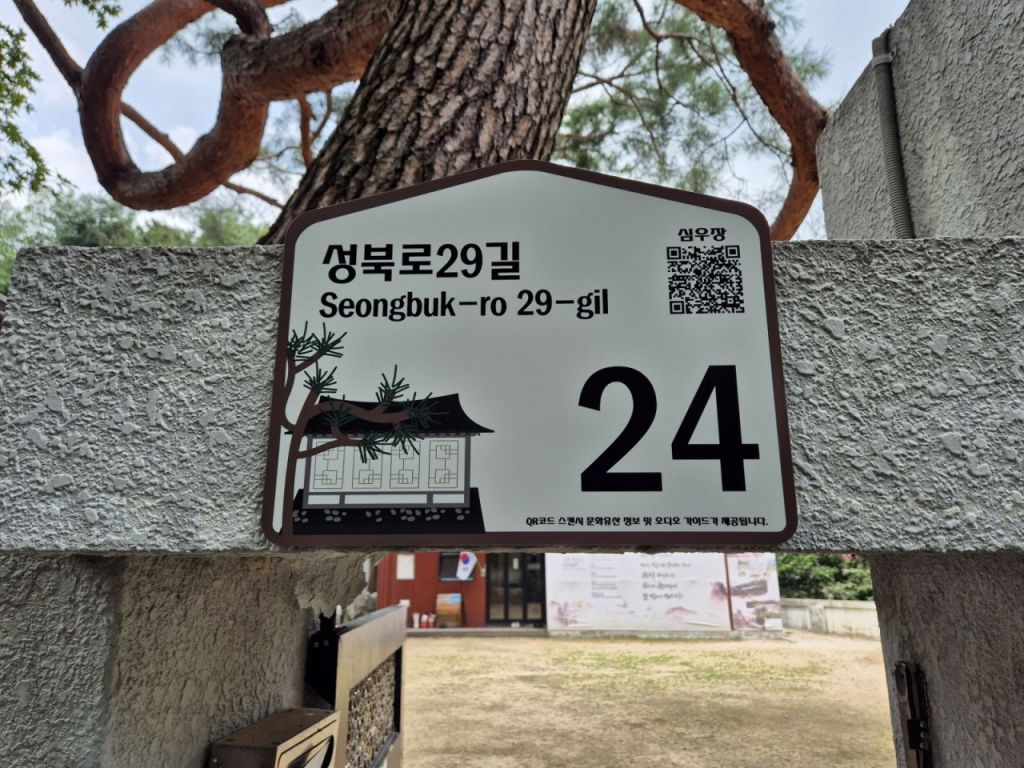 성북로29길
Seongbuk-ro 29-gil
심우장
24
QR코드 스캔시 문화유산 정보 및 오디오 가이드가 제공됩니다.